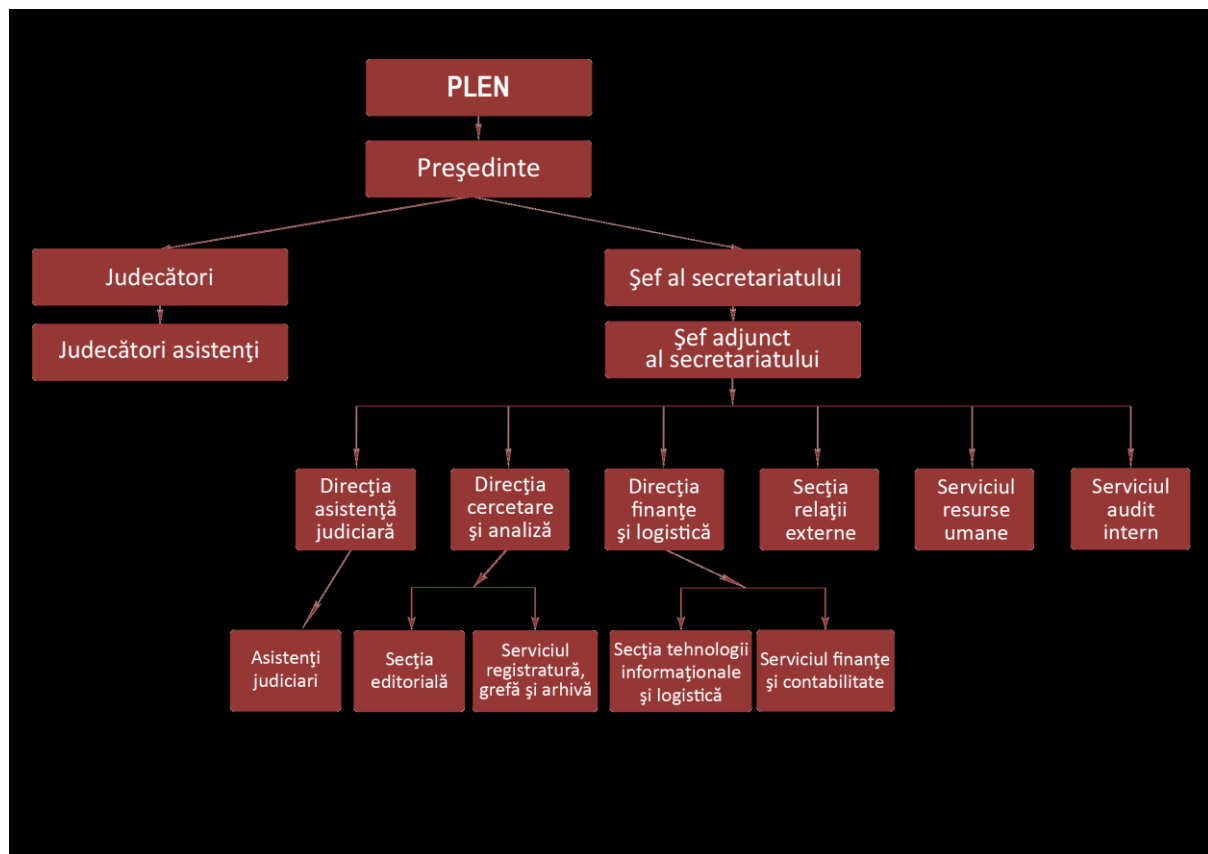 PLEN
Preşedinte
Judecători
Judecători asistenţi
Şef al secretariatului
Şef adjunct
al secretariatului
Direcţia
asistenţă
judiciară
Direcţia
cercetare
şi analiză
Direcţia
finanţe
şi logistică
Secţia
relaţii
externe
Serviciul
resurse
umane
Serviciul
audit
intern
Asistenţi
judiciari
Secţia
editorială
Serviciul
registratură,
grefă şi arhivă
Secţia tehnologii
informaţionale
şi logistică
Serviciul finanţe
şi contabilitate